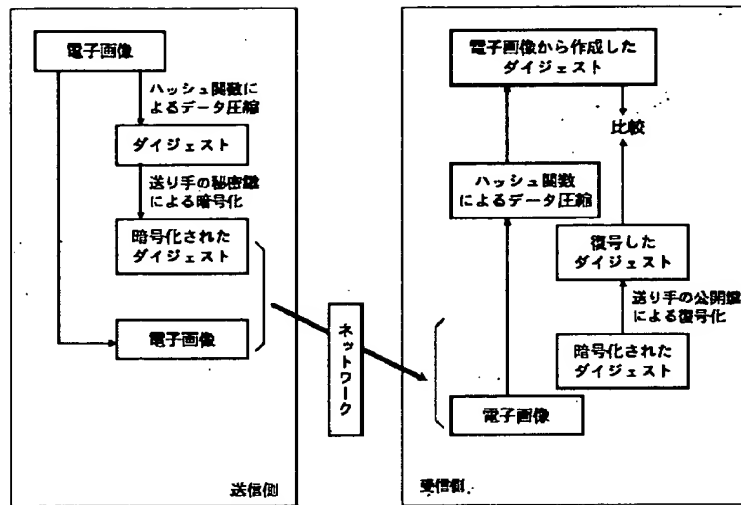 電子画像
ハッシュ関数に
よるデータ圧縮
ダイジェスト
送り手の秘密鍵
による暗号化
暗号化された
ダイジェスト
電子画像
送信側
ネットワーク
電子画像から作成した
ダイジェスト
比較
ハッシュ関数
によるデータ圧縮
復号した
ダイジェスト
送り手の公開鍵
による復号化
暗号化された
ダイジェスト
電子画像
受信側